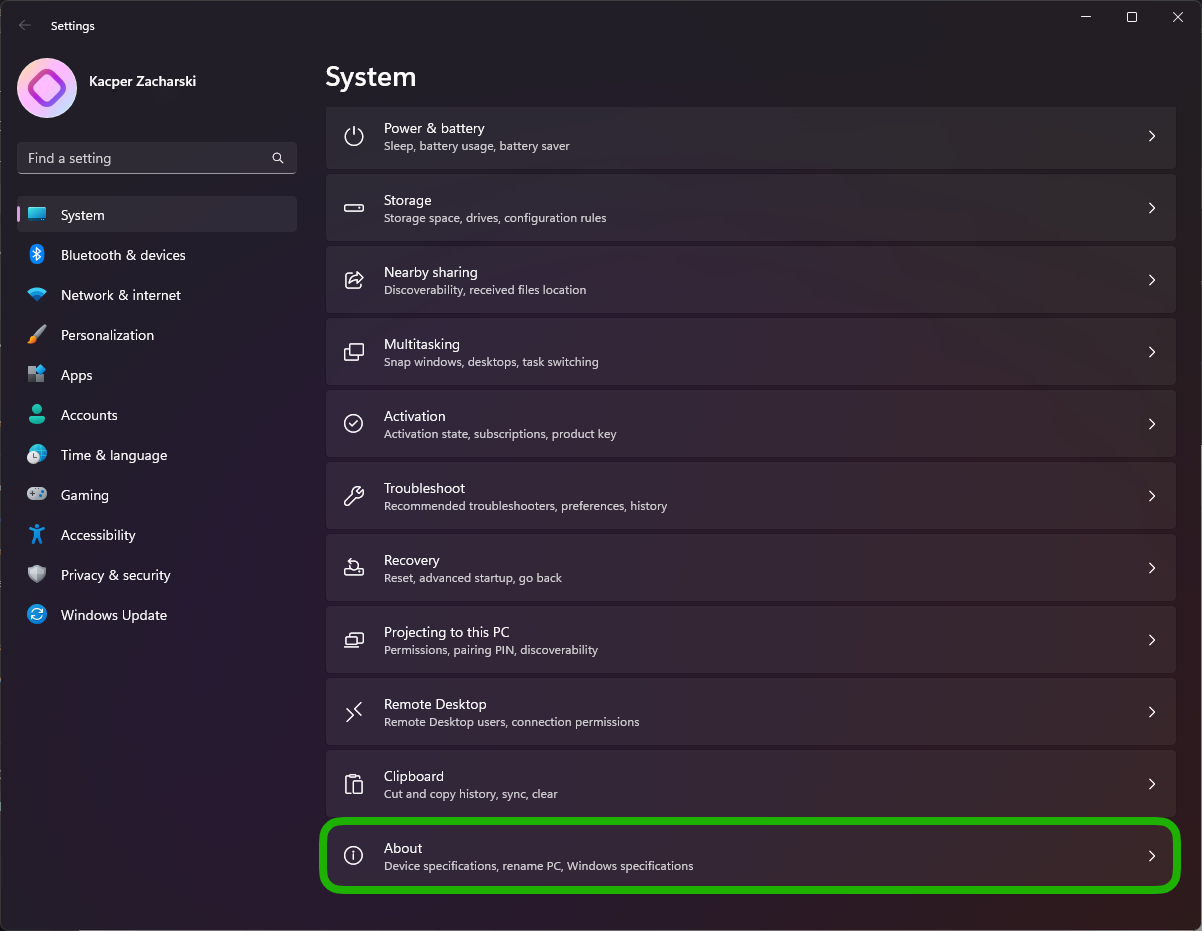 Settings
Kacper Zacharski
Find a setting
System
Bluetooth & devices
Network & internet
Personalization
Apps
Accounts
Time & language
Gaming
Accessibility
Privacy & security
Windows Update
System
Power & battery
Sleep, battery usage, battery saver
Storage
Storage space, drives, configuration rules
Nearby sharing
Discoverability, received files location
Multitasking
Snap windows, desktops, task switching
Activation
Activation state, subscriptions, product key
Troubleshoot
Recommended troubleshooters, preferences, history
Recovery
Reset, advanced startup, go back
Projecting to this PC
Permissions, pairing PIN, discoverability
Remote Desktop
Remote Desktop users, connection permissions
Clipboard
Cut and copy history, sync, clear
About
Device specifications, rename PC, Windows specifications